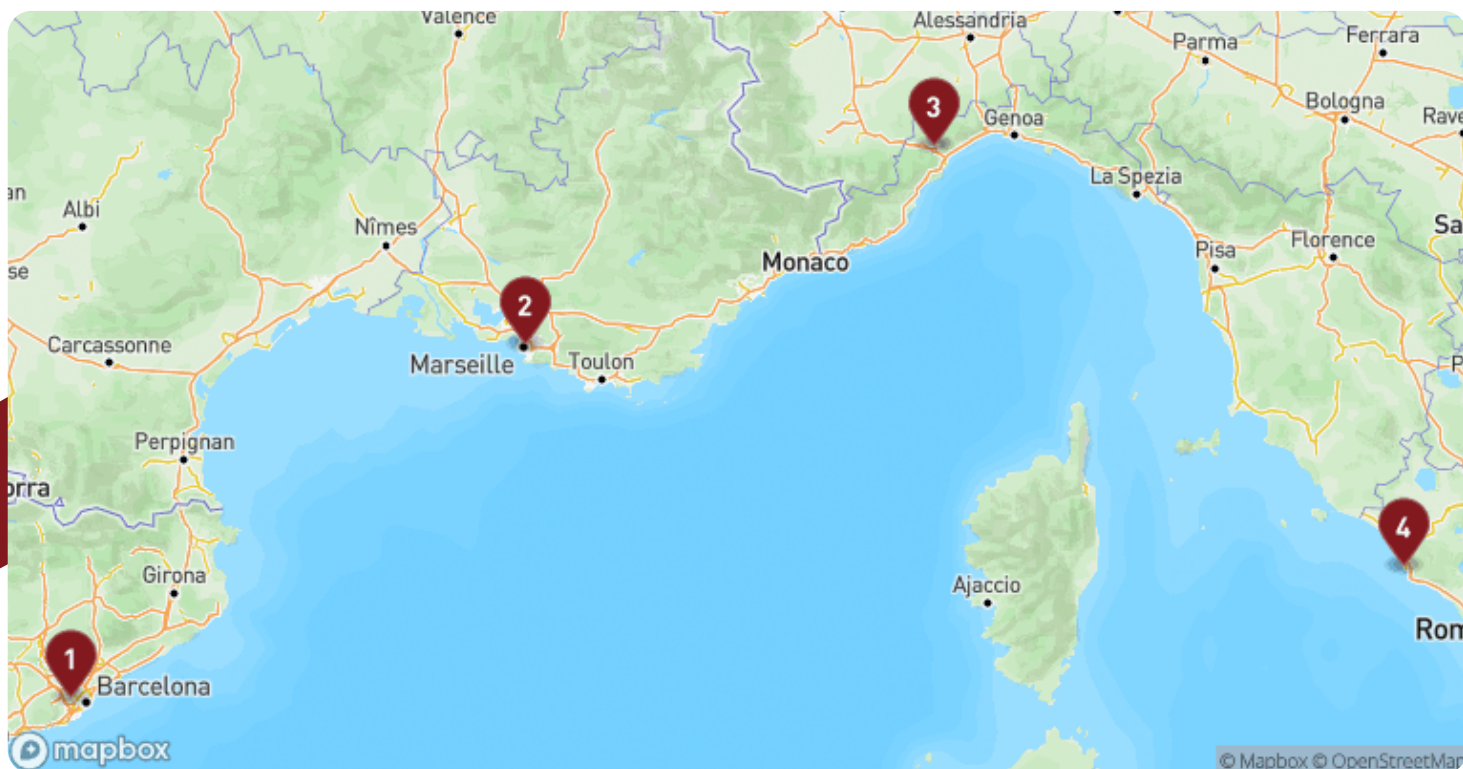 Valence
Alessandria
Parma
Ferrara
3
Bologna
Genoa
Rave
La Spezia
an
Albi
Nîmes
Sa
Florence
Pisa
Monaco
se
2
Carcassonne
Marseille
Toulon
P
Perpignan
orra
4
Girona
Ajaccio
Rom
1
Barcelona
mapbox
© Mapbox © OpenStreetMap